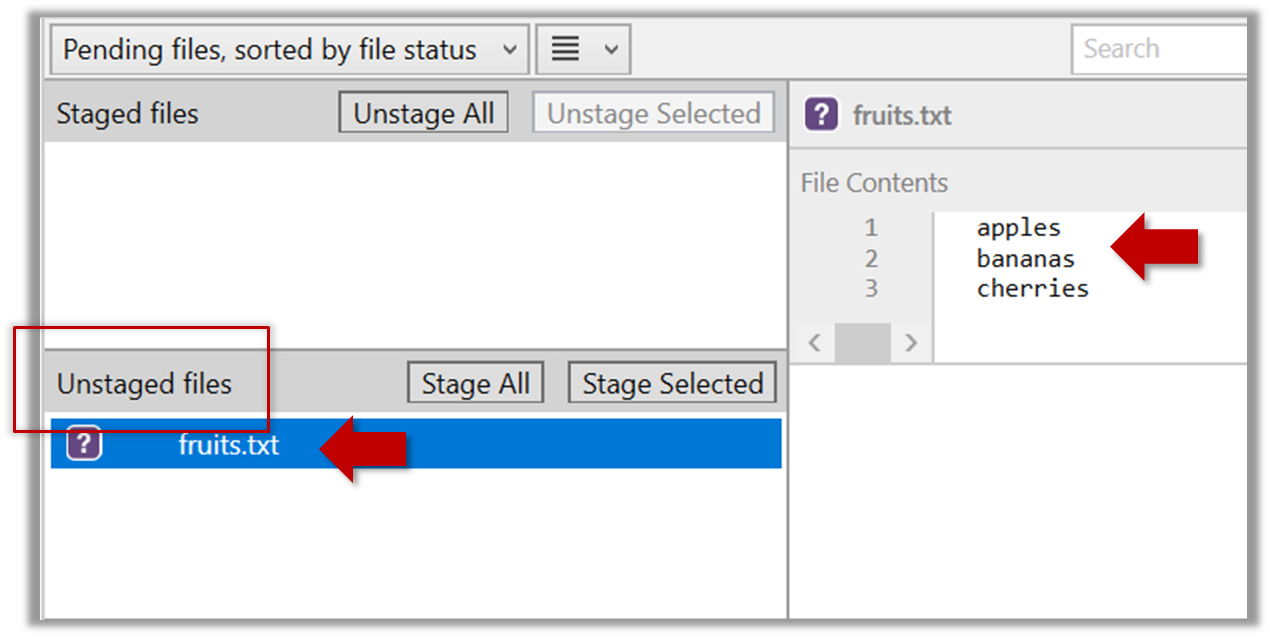 Pending files, sorted by file status
Search
Staged files
Unstage All
Unstage Selected
? fruits.txt
File Contents
1 apples
2 bananas
3 cherries
Unstaged files
Stage All
Stage Selected
? fruits.txt